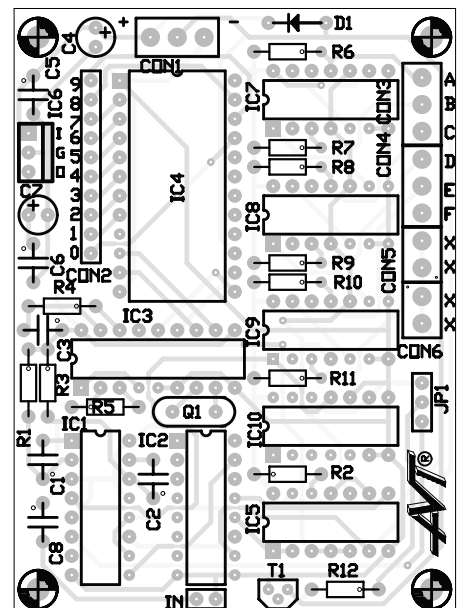 +
-
D1
C4
CON1
R6
C5
IC6
9
8
7
6
5
4
3
2
1
0
IC7
CON3
A
B
C
I
G
O
IC4
R7
R8
CON4
D
E
F
C7
+
IC8
C6
CON2
R9
R10
CON5
X
X
X
X
R4
IC3
IC9
CON6
C3
R1
R3
R5
Q1
R11
JP1
IC1
IC2
IC10
C1
C2
R2
AVT®
C8
IC5
T1
R12
IN